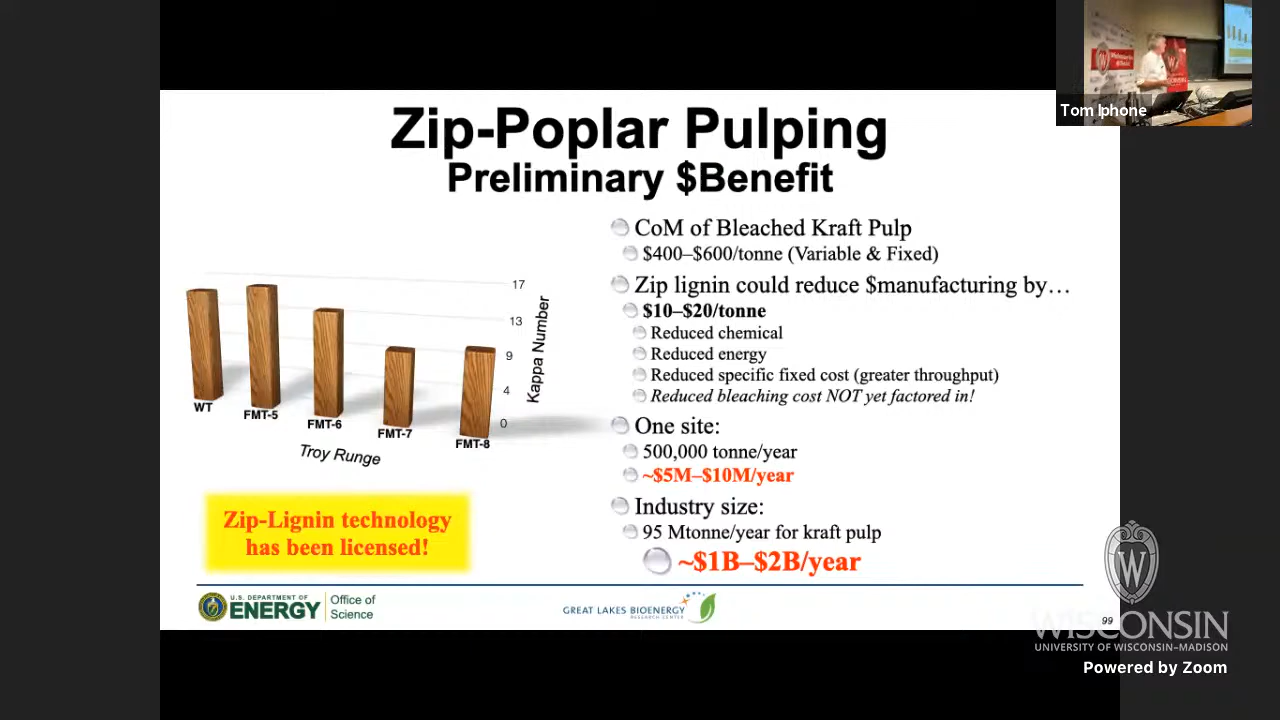 Tom Iphone
Zip-Poplar Pulping
Preliminary $Benefit
CoM of Bleached Kraft Pulp
$400–$600/tonne (Variable & Fixed)
Zip lignin could reduce $manufacturing by…
$10–$20/tonne
Reduced chemical
Reduced energy
Reduced specific fixed cost (greater throughput)
Reduced bleaching cost NOT yet factored in!
One site:
500,000 tonne/year
~$5M–$10M/year
Industry size:
95 Mtonne/year for kraft pulp
~$1B–$2B/year
17
13
9
4
0
Kappa Number
WT
FMT-5
FMT-6
FMT-7
FMT-8
Troy Runge
Zip-Lignin technology
has been licensed!
U.S. DEPARTMENT OF
ENERGY
Office of
Science
GREAT LAKES BIOENERGY
RESEARCH CENTER
99
W
WISCONSIN
UNIVERSITY OF WISCONSIN–MADISON
Powered by Zoom